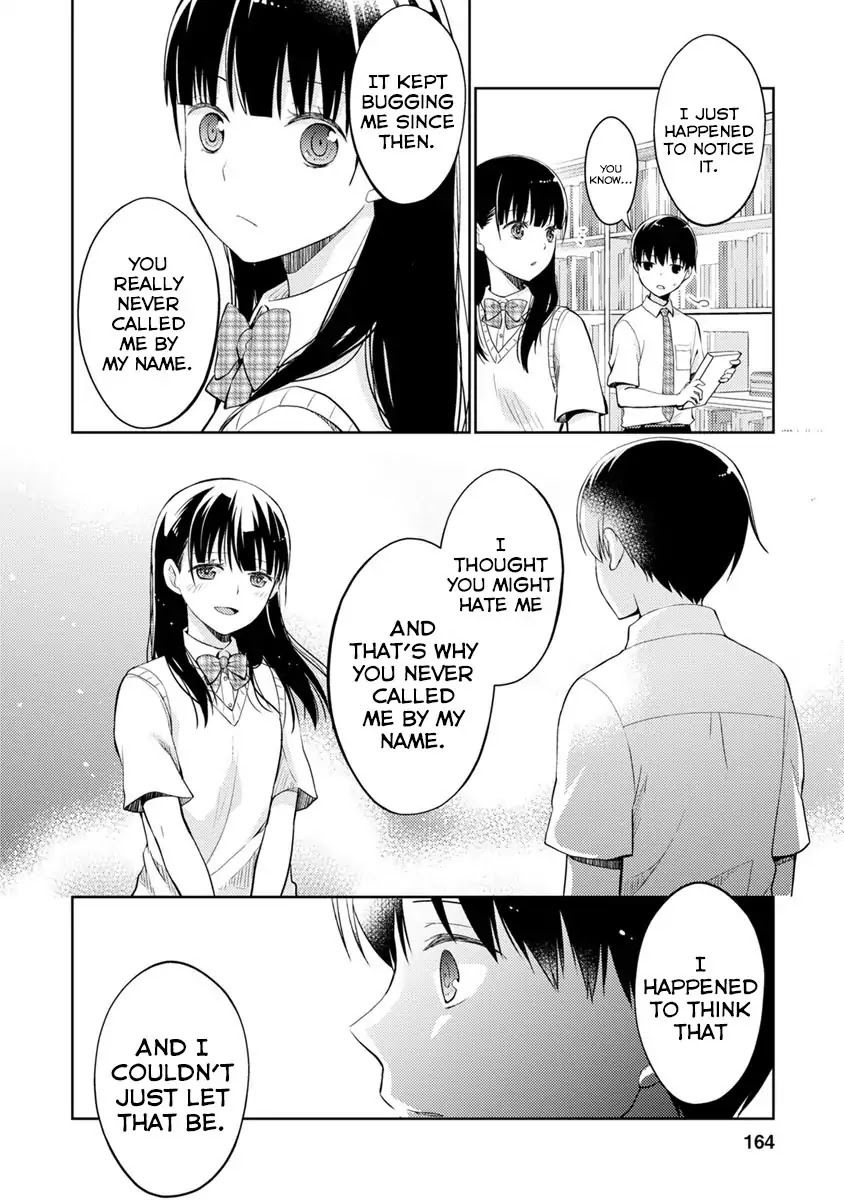 I JUST
HAPPENED
TO NOTICE
IT.
YOU
KNOW...
IT KEPT
BUGGING
ME SINCE
THEN.
YOU
REALLY
NEVER
CALLED
ME BY
MY NAME.
I
THOUGHT
YOU MIGHT
HATE ME
AND
THAT'S WHY
YOU NEVER
CALLED
ME BY MY
NAME.
I
HAPPENED
TO THINK
THAT
AND I
COULDN'T
JUST LET
THAT BE.
164